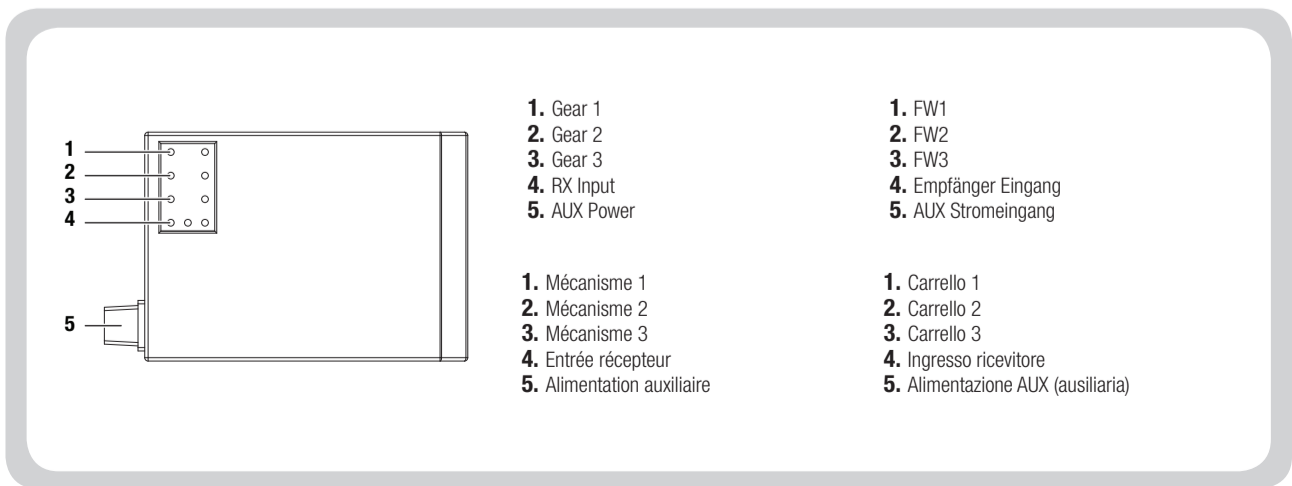 1
2
3
4
5
1. Gear 1
2. Gear 2
3. Gear 3
4. RX Input
5. AUX Power
1. FW1
2. FW2
3. FW3
4. Empfänger Eingang
5. AUX Stromeingang
1. Mécanisme 1
2. Mécanisme 2
3. Mécanisme 3
4. Entrée récepteur
5. Alimentation auxiliaire
1. Carrello 1
2. Carrello 2
3. Carrello 3
4. Ingresso ricevitore
5. Alimentazione AUX (ausiliaria)